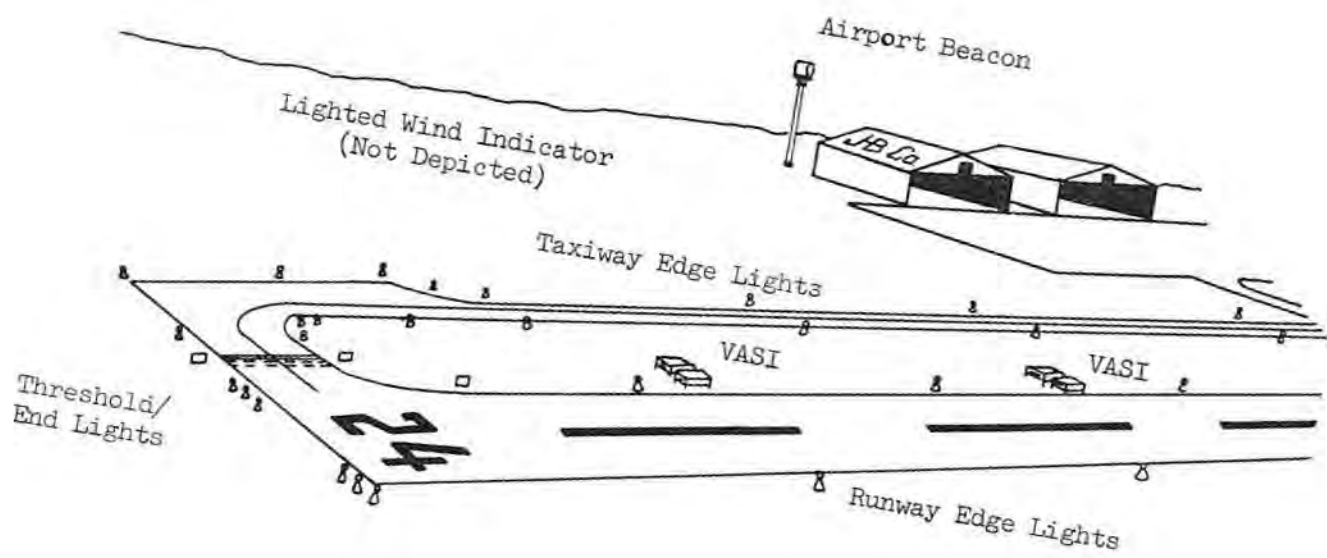 Airport Beacon
Lighted Wind Indicator
(Not Depicted)
J-B Co
Taxiway Edge Lights
VASI
VASI
Threshold/
End Lights
24
Runway Edge Lights